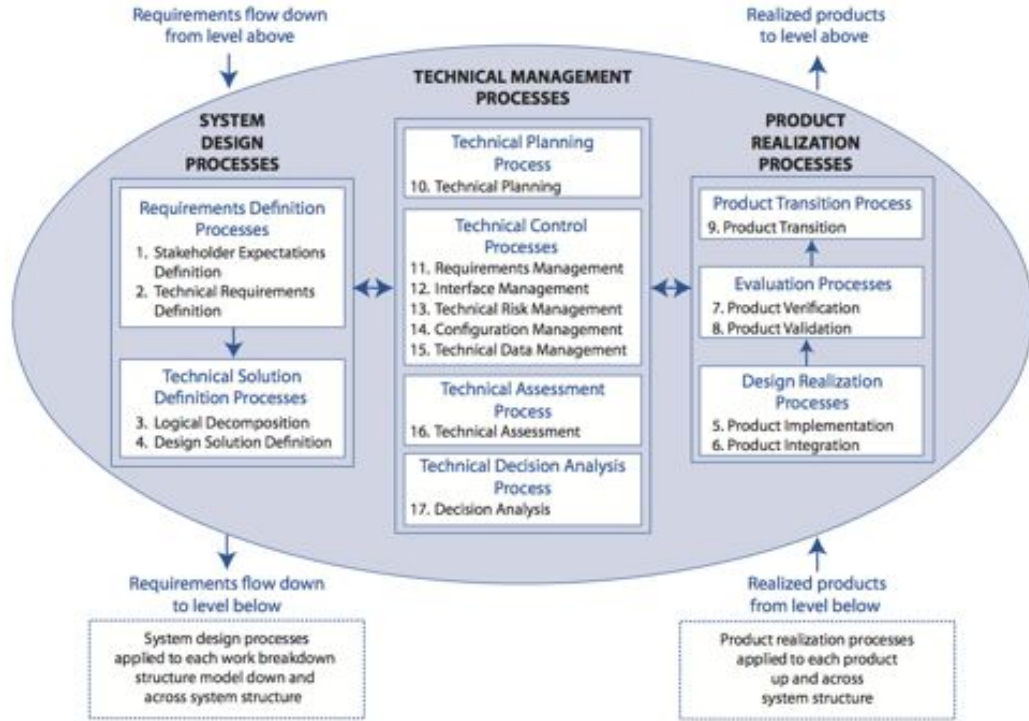 Requirements flow down
from level above
Realized products
to level above
TECHNICAL MANAGEMENT
PROCESSES
SYSTEM
DESIGN
PROCESSES
Requirements Definition
Processes
1. Stakeholder Expectations
Definition
2. Technical Requirements
Definition
Technical Solution
Definition Processes
3. Logical Decomposition
4. Design Solution Definition
Technical Planning
Process
10. Technical Planning
Technical Control
Processes
11. Requirements Management
12. Interface Management
13. Technical Risk Management
14. Configuration Management
15. Technical Data Management
Technical Assessment
Process
16. Technical Assessment
Technical Decision Analysis
Process
17. Decision Analysis
PRODUCT
REALIZATION
PROCESSES
Product Transition Process
9. Product Transition
Evaluation Processes
7. Product Verification
8. Product Validation
Design Realization
Processes
5. Product Implementation
6. Product Integration
Requirements flow down
to level below
Realized products
from level below
System design processes
applied to each work breakdown
structure model down and
across system structure
Product realization processes
applied to each product
up and across
system structure